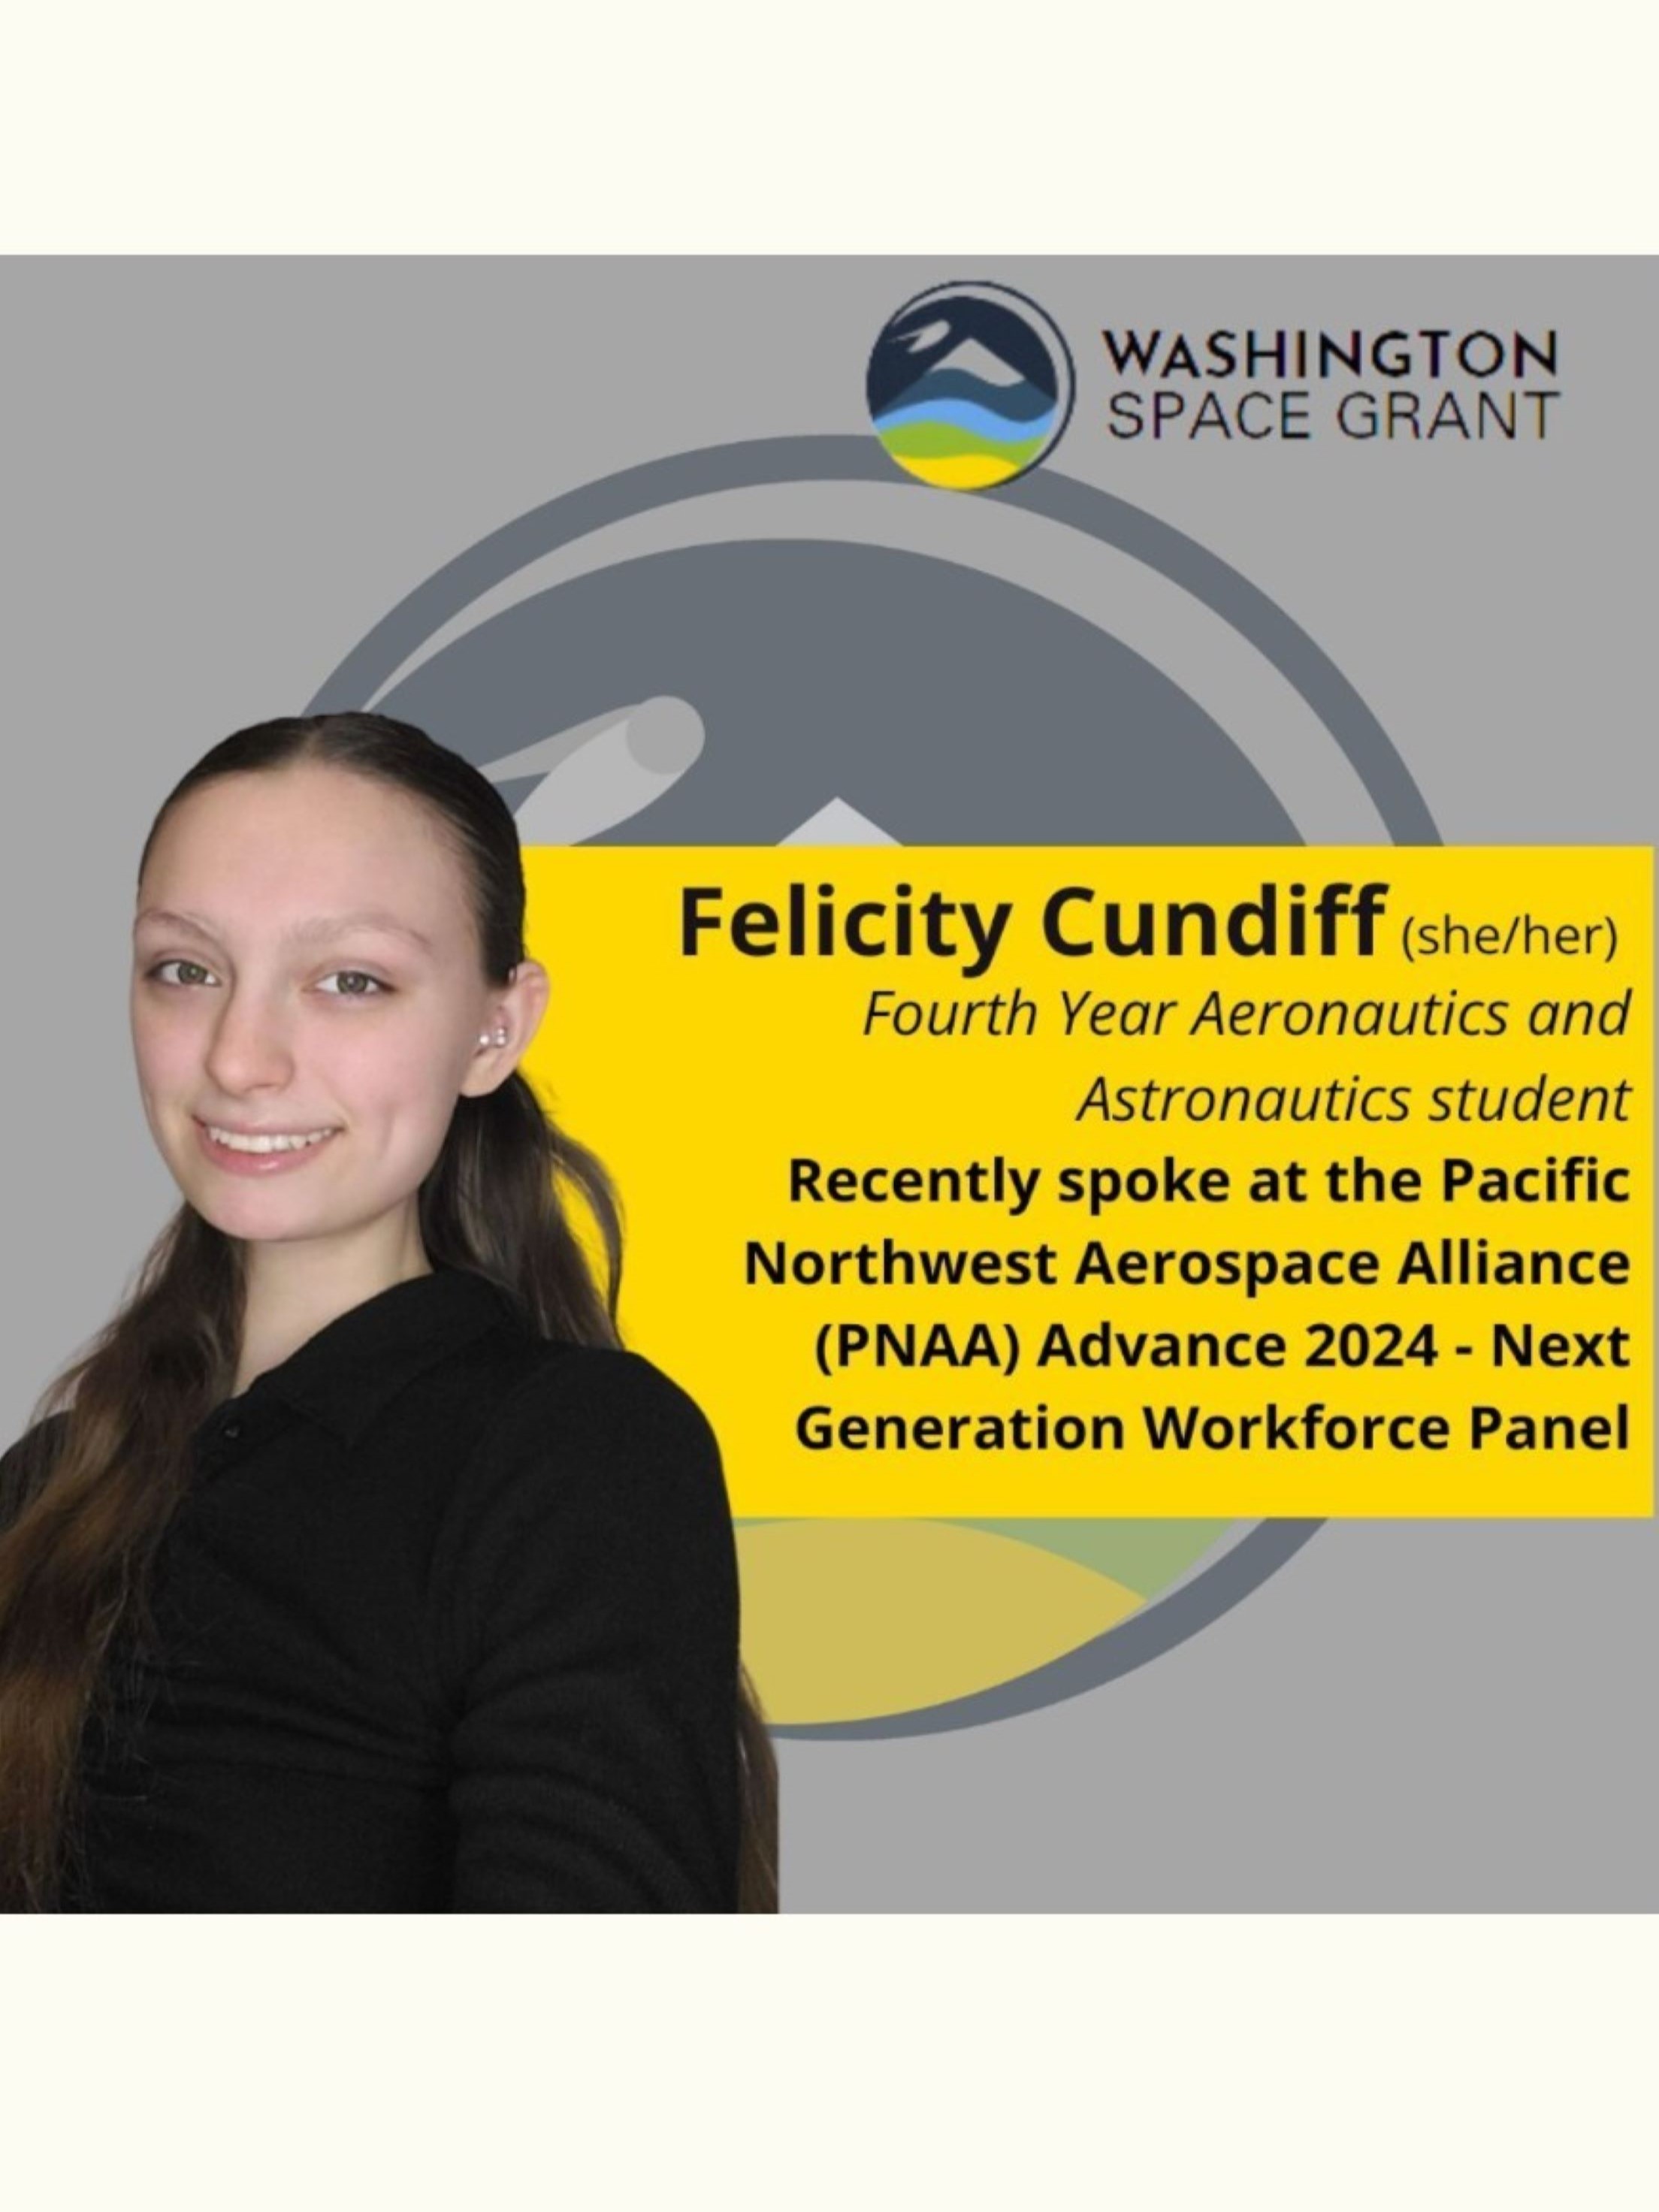 WASHINGTON
SPACE GRANT
Felicity Cundiff (she/her)
Fourth Year Aeronautics and
Astronautics student
Recently spoke at the Pacific
Northwest Aerospace Alliance
(PNAA) Advance 2024 - Next
Generation Workforce Panel